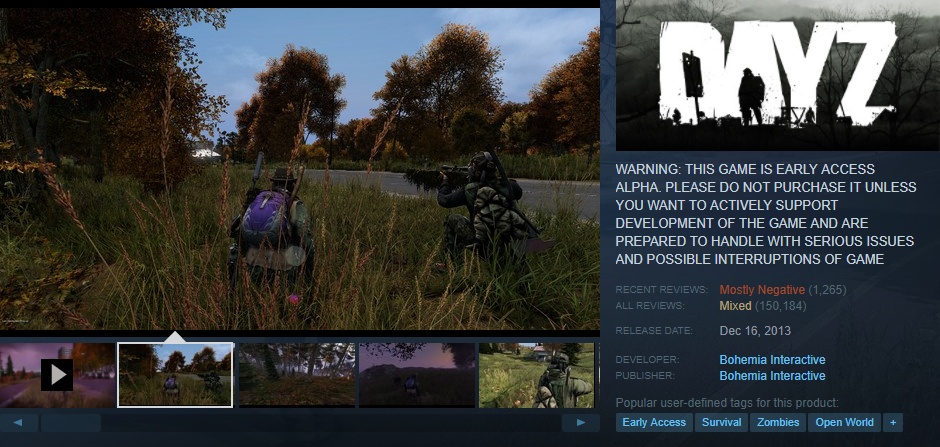 DAYZ
WARNING: THIS GAME IS EARLY ACCESS
ALPHA. PLEASE DO NOT PURCHASE IT UNLESS
YOU WANT TO ACTIVELY SUPPORT
DEVELOPMENT OF THE GAME AND ARE
PREPARED TO HANDLE WITH SERIOUS ISSUES
AND POSSIBLE INTERRUPTIONS OF GAME
RECENT REVIEWS: Mostly Negative (1,265)
ALL REVIEWS: Mixed (150,184)
RELEASE DATE: Dec 16, 2013
DEVELOPER: Bohemia Interactive
PUBLISHER: Bohemia Interactive
Popular user-defined tags for this product:
Early Access Survival Zombies Open World +